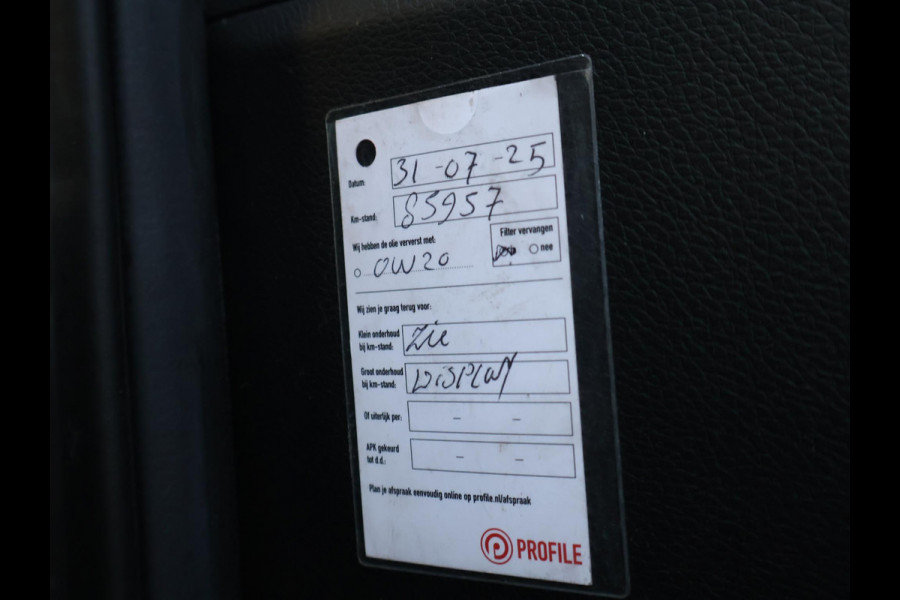 Datum: 31-07-25
Km-stand: 85957
Wij hebben de olie ververst met:
OW20
Filter vervangen
nee
Wij zien je graag terug voor:
Klein onderhoud
bij km-stand: Zie
Groot onderhoud
bij km-stand: DISPLAY
Of uiterlijk per: - -
APK gekeurd
tot d.d.: - -
Plan je afspraak eenvoudig online op profile.nl/afspraak
PROFILE